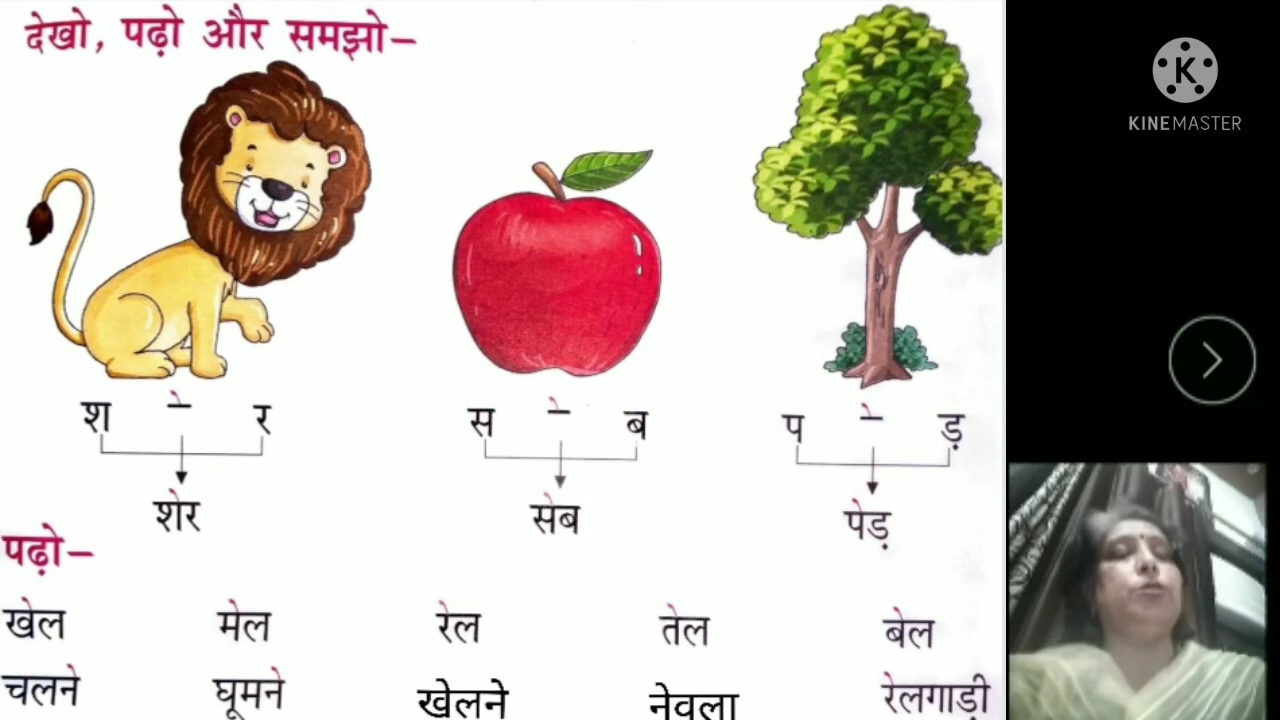 देखो, पढ़ो और समझो–
KINEMASTER
श े र
स े ब
प े ड़
शेर
सेब
पेड़
पढ़ो–
खेल मेल रेल तेल बेल
चलने घूमने खेलने नेवला रेलगाड़ी